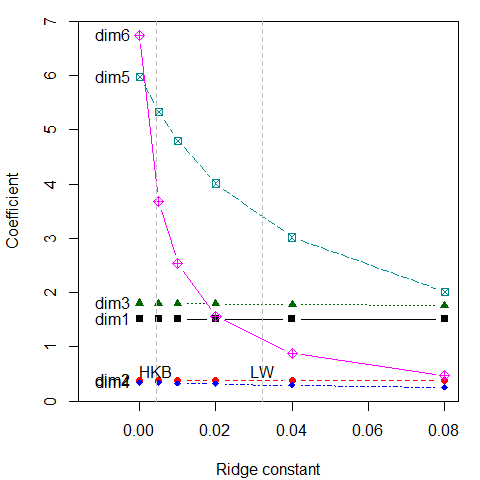 7
6
5
4
3
2
1
0
Coefficient
dim6
dim5
dim3
dim1
dim2
dim4
HKB
LW
0.00
0.02
0.04
0.06
0.08
Ridge constant